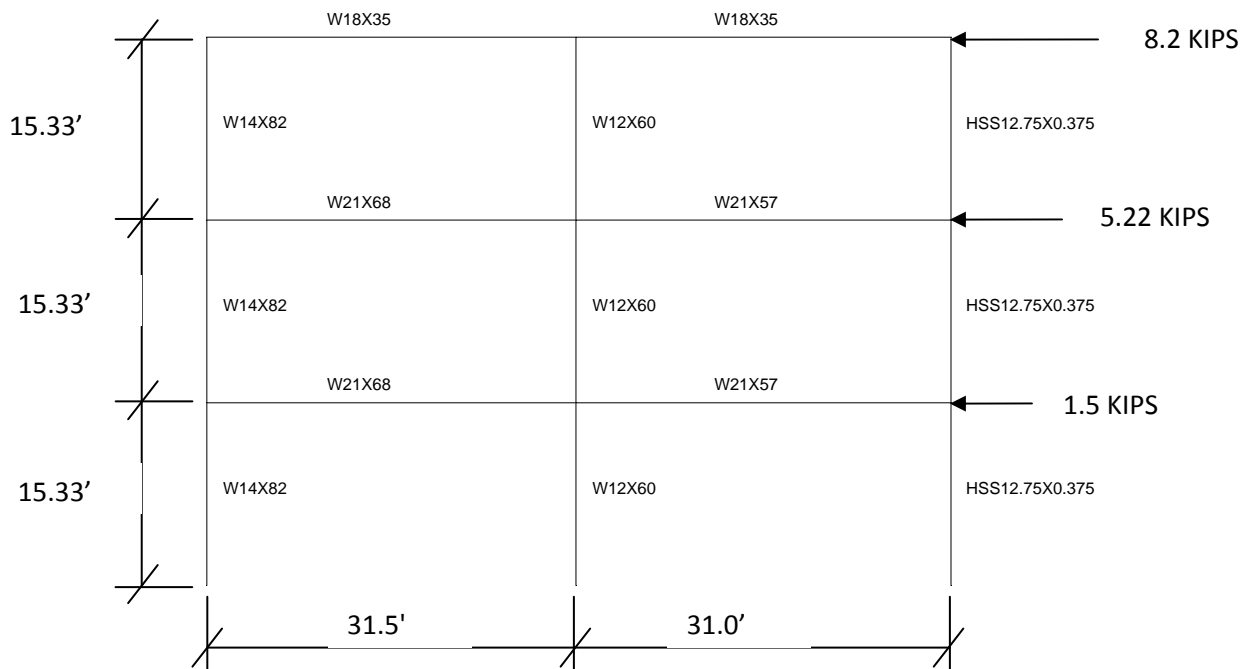 W18X35 W18X35
8.2 KIPS
15.33’ W14X82 W12X60 HSS12.75X0.375
W21X68 W21X57 5.22 KIPS
15.33’ W14X82 W12X60 HSS12.75X0.375
W21X68 W21X57
1.5 KIPS
15.33’ W14X82 W12X60 HSS12.75X0.375
31.5' 31.0’